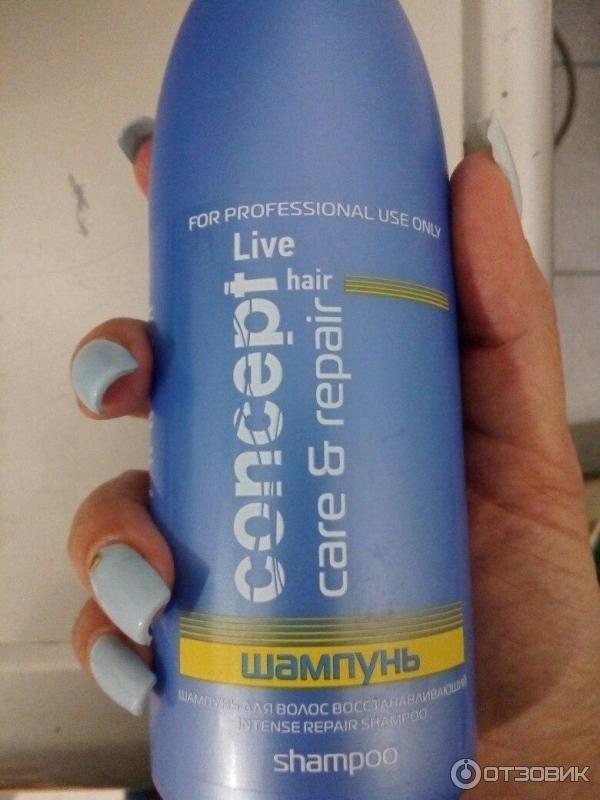 FOR PROFESSIONAL USE ONLY
Live
hair
concept
care & repair
шампунь
ШАМПУНЬ ДЛЯ ВОЛОС ВОССТАНАВЛИВАЮЩИЙ
INTENSE REPAIR SHAMPOO
shampoo
ОТЗОВИК